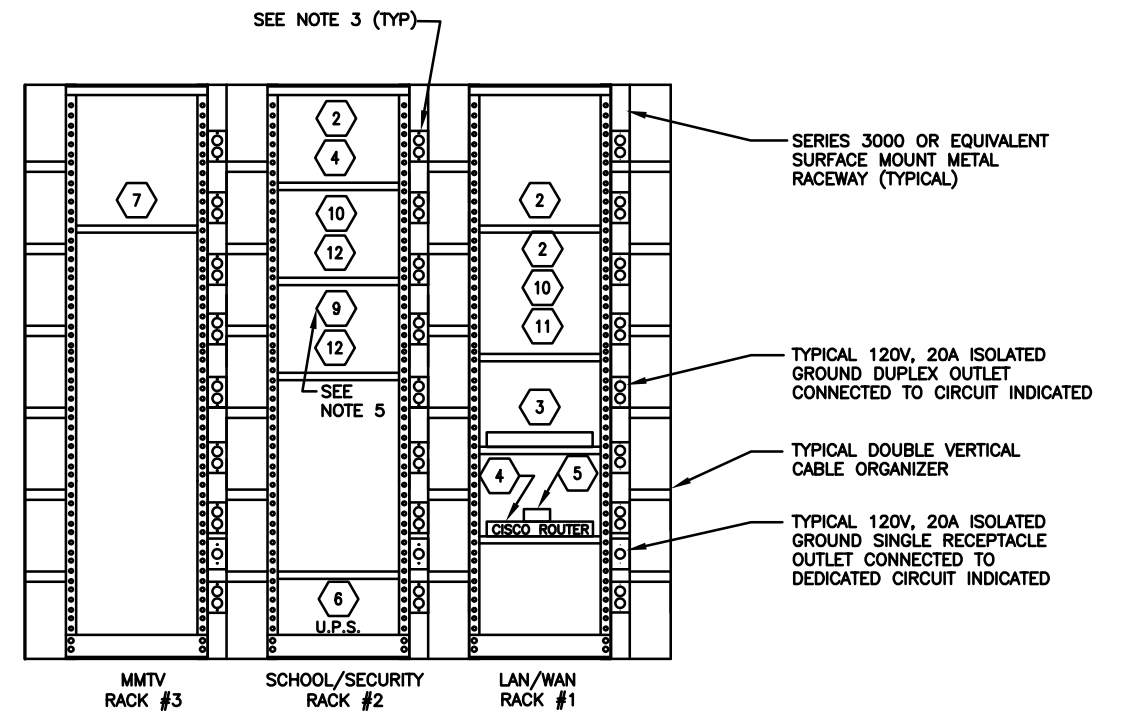 SEE NOTE 3 (TYP)
2
4
7
10
12
9
12
SEE
NOTE 5
6
U.P.S.
2
2
10
11
3
4
5
CISCO ROUTER
SERIES 3000 OR EQUIVALENT
SURFACE MOUNT METAL
RACEWAY (TYPICAL)
TYPICAL 120V, 20A ISOLATED
GROUND DUPLEX OUTLET
CONNECTED TO CIRCUIT INDICATED
TYPICAL DOUBLE VERTICAL
CABLE ORGANIZER
TYPICAL 120V, 20A ISOLATED
GROUND SINGLE RECEPTACLE
OUTLET CONNECTED TO
DEDICATED CIRCUIT INDICATED
MMTV
RACK #3
SCHOOL/SECURITY
RACK #2
LAN/WAN
RACK #1